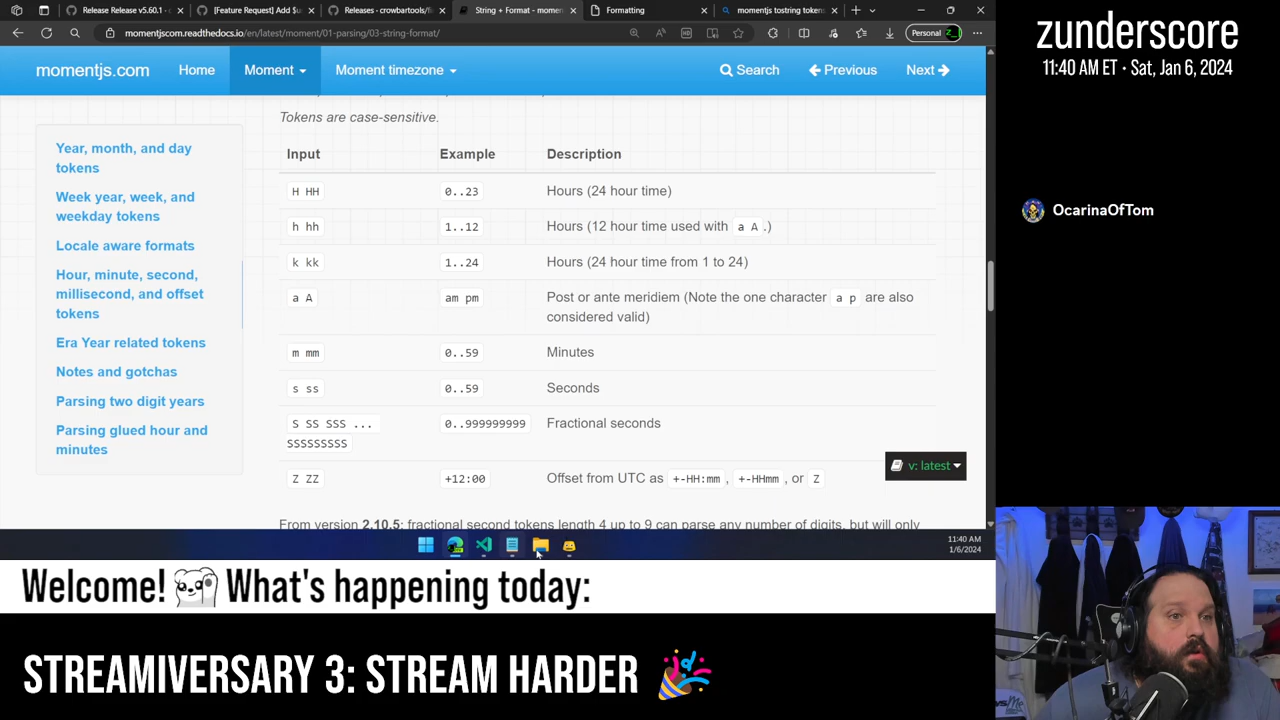 Release Release v5.60.1 ·
[Feature Request] Add $u
Releases · crowbartools/
String + Format - momen
Formatting
momentjs tostring token
momentjscom.readthedocs.io/en/latest/moment/01-parsing/03-string-format/
Personal
momentjs.com
Home
Moment
Moment timezone
Search
Previous
Next
Year, month, and day
tokens
Week year, week, and
weekday tokens
Locale aware formats
Hour, minute, second,
millisecond, and offset
tokens
Era Year related tokens
Notes and gotchas
Parsing two digit years
Parsing glued hour and
minutes
Tokens are case-sensitive.
Input Example Description
H HH 0..23 Hours (24 hour time)
h hh 1..12 Hours (12 hour time used with a A .)
k kk 1..24 Hours (24 hour time from 1 to 24)
a A am pm Post or ante meridiem (Note the one character a p are also
considered valid)
m mm 0..59 Minutes
s ss 0..59 Seconds
S SS SSS ... 0..999999999 Fractional seconds
SSSSSSSSS
Z ZZ +12:00 Offset from UTC as +-HH:mm , +-HHmm , or Z
v: latest
From version 2.10.5: fractional second tokens length 4 up to 9 can parse any number of digits, but will only
11:40 AM
1/6/2024
zunderscore
11:40 AM ET • Sat, Jan 6, 2024
OcarinaOfTom
Welcome! What's happening today:
STREAMIVERSARY 3: STREAM HARDER